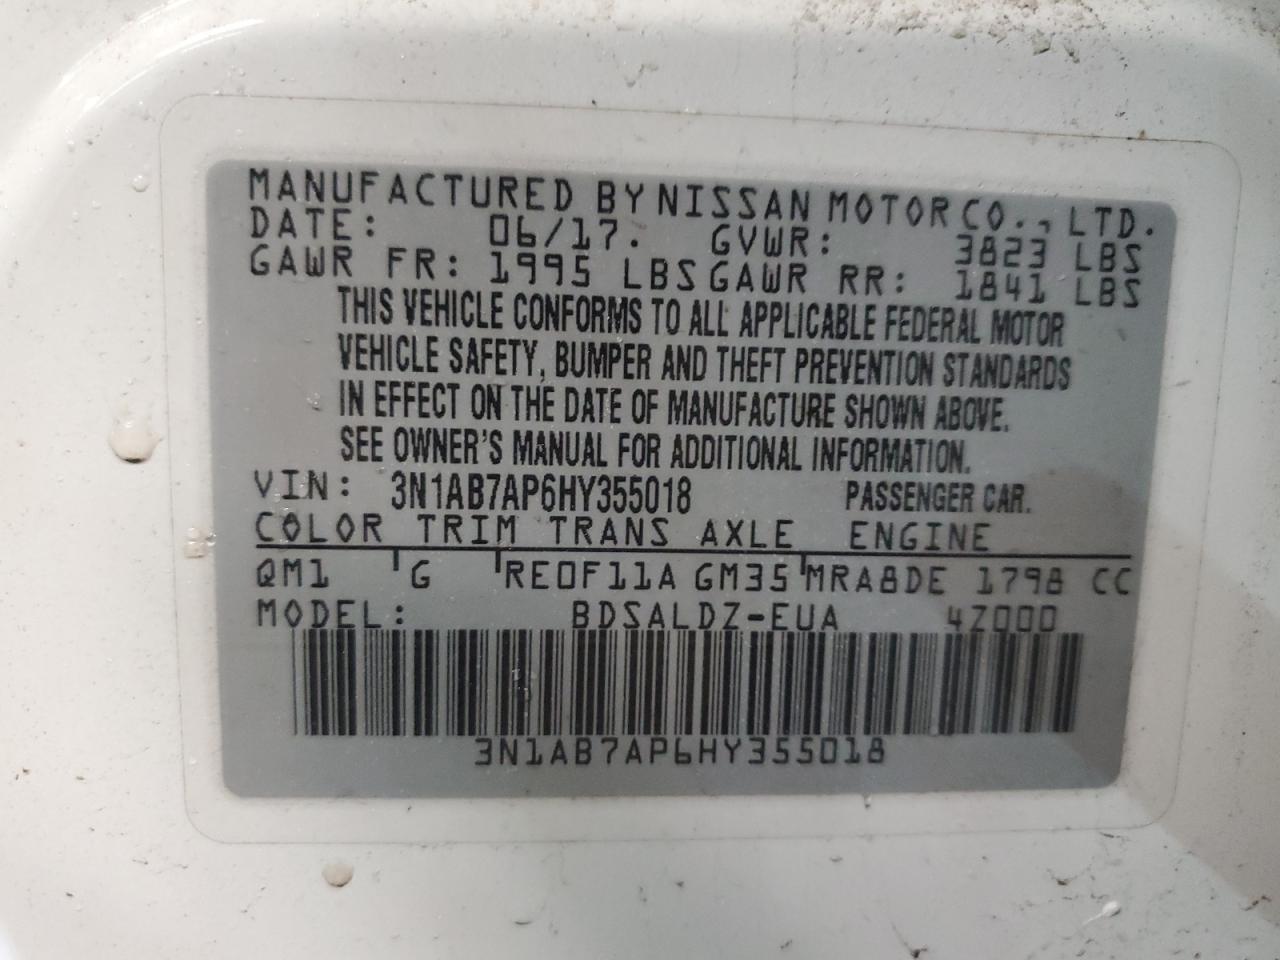 MANUFACTURED BY NISSAN MOTOR CO., LTD.
DATE: 06/17. GVWR: 3823 LBS
GAWR FR: 1995 LBS GAWR RR: 1841 LBS
THIS VEHICLE CONFORMS TO ALL APPLICABLE FEDERAL MOTOR
VEHICLE SAFETY, BUMPER AND THEFT PREVENTION STANDARDS
IN EFFECT ON THE DATE OF MANUFACTURE SHOWN ABOVE.
SEE OWNER'S MANUAL FOR ADDITIONAL INFORMATION.
VIN: 3N1AB7AP6HY355018 PASSENGER CAR.
COLOR TRIM TRANS AXLE ENGINE
QM1 G RE0F11A GM35 MRA8DE 1798 CC
MODEL: BDSALDZ-EUA 4Z000
3N1AB7AP6HY355018